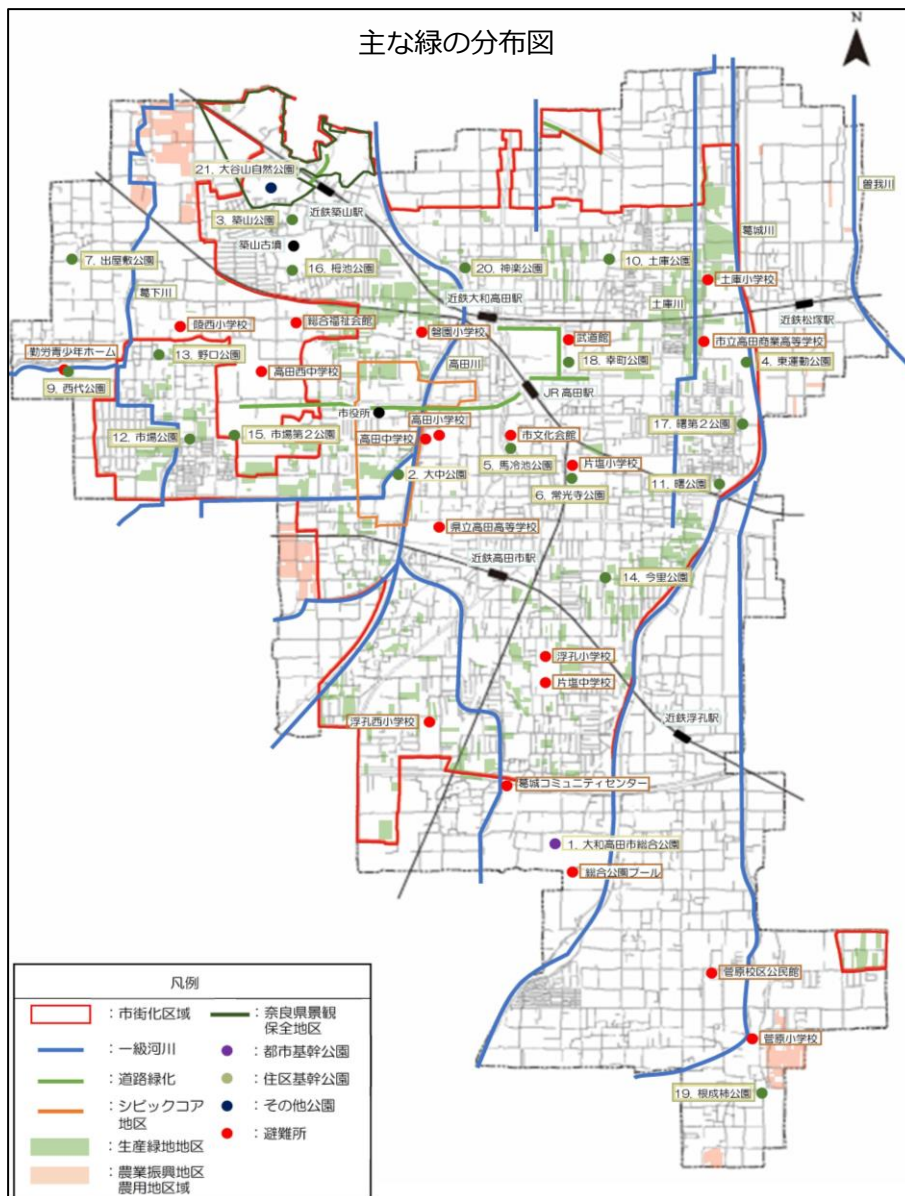 主な緑の分布図
N
21. 大谷山自然公園
近鉄築山駅
3. 築山公園
築山古墳
16. 栂池公園
7. 出屋敷公園
葛下川
20. 神楽公園
10. 土庫公園
葛城川
曽我川
土庫小学校
土庫川
近鉄大和高田駅
近鉄松塚駅
陵西小学校
総合福祉会館
磐園小学校
武道館
市立高田商業高等学校
勤労青少年ホーム
13. 野口公園
高田西中学校
高田川
18. 幸町公園
4. 東運動公園
9. 西代公園
JR 高田駅
市役所
高田小学校
12. 市場公園
15. 市場第2公園
高田中学校
市文化会館
17. 曙第2公園
5. 馬冷池公園
片塩小学校
2. 大中公園
6. 常光寺公園
11. 曙公園
県立高田高等学校
近鉄高田市駅
14. 今里公園
浮孔小学校
片塩中学校
浮孔西小学校
近鉄浮孔駅
葛城コミュニティセンター
1. 大和高田市総合公園
総合公園プール
菅原校区公民館
菅原小学校
19. 根成柿公園
凡例
：市街化区域
：奈良県景観
保全地区
：一級河川
：都市基幹公園
：道路緑化
：住区基幹公園
：シビックコア
地区
：その他公園
：避難所
：生産緑地地区
：農業振興地区
農用地区域